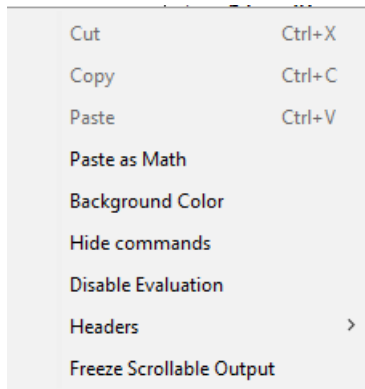 Cut Ctrl+X
Copy Ctrl+C
Paste Ctrl+V
Paste as Math
Background Color
Hide commands
Disable Evaluation
Headers >
Freeze Scrollable Output